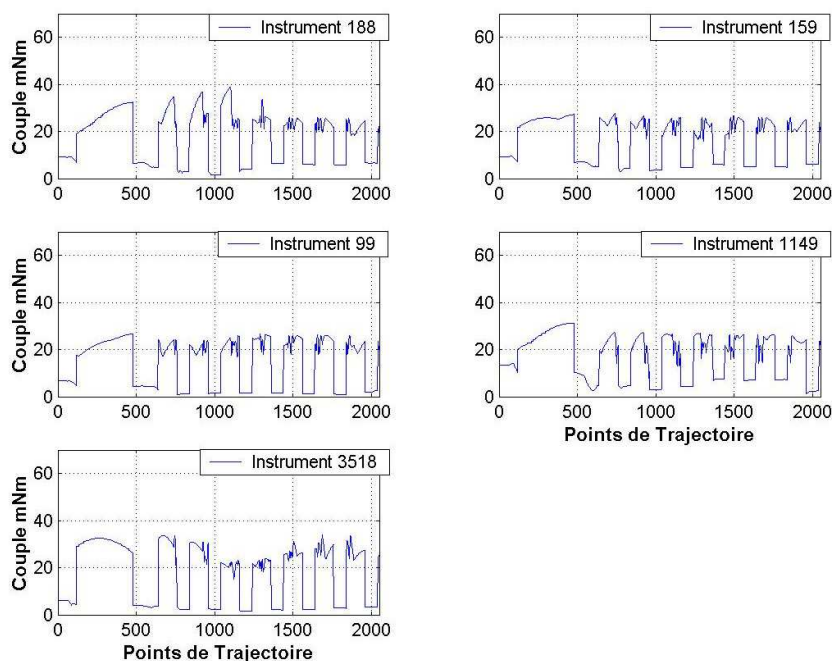 Instrument 188
Couple mNm
60
40
20
0
0 500 1000 1500 2000
Instrument 159
60
40
20
0
0 500 1000 1500 2000
Instrument 99
Couple mNm
60
40
20
0
0 500 1000 1500 2000
Instrument 1149
60
40
20
0
0 500 1000 1500 2000
Points de Trajectoire
Instrument 3518
Couple mNm
60
40
20
0
0 500 1000 1500 2000
Points de Trajectoire